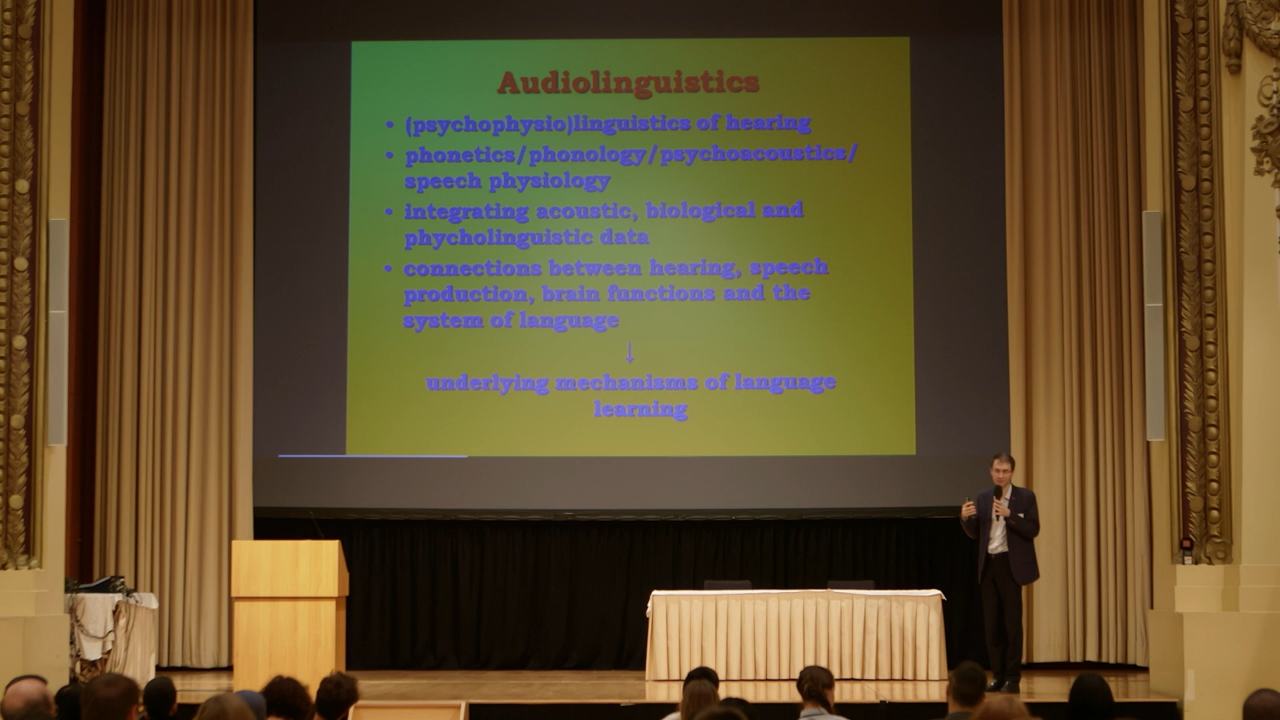 Audiolinguistics
• (psychophysio)linguistics of hearing
• phonetics/phonology/psychoacoustics/
speech physiology
• integrating acoustic, biological and
phycholinguistic data
• connections between hearing, speech
production, brain functions and the
system of language
↓
underlying mechanisms of language
learning